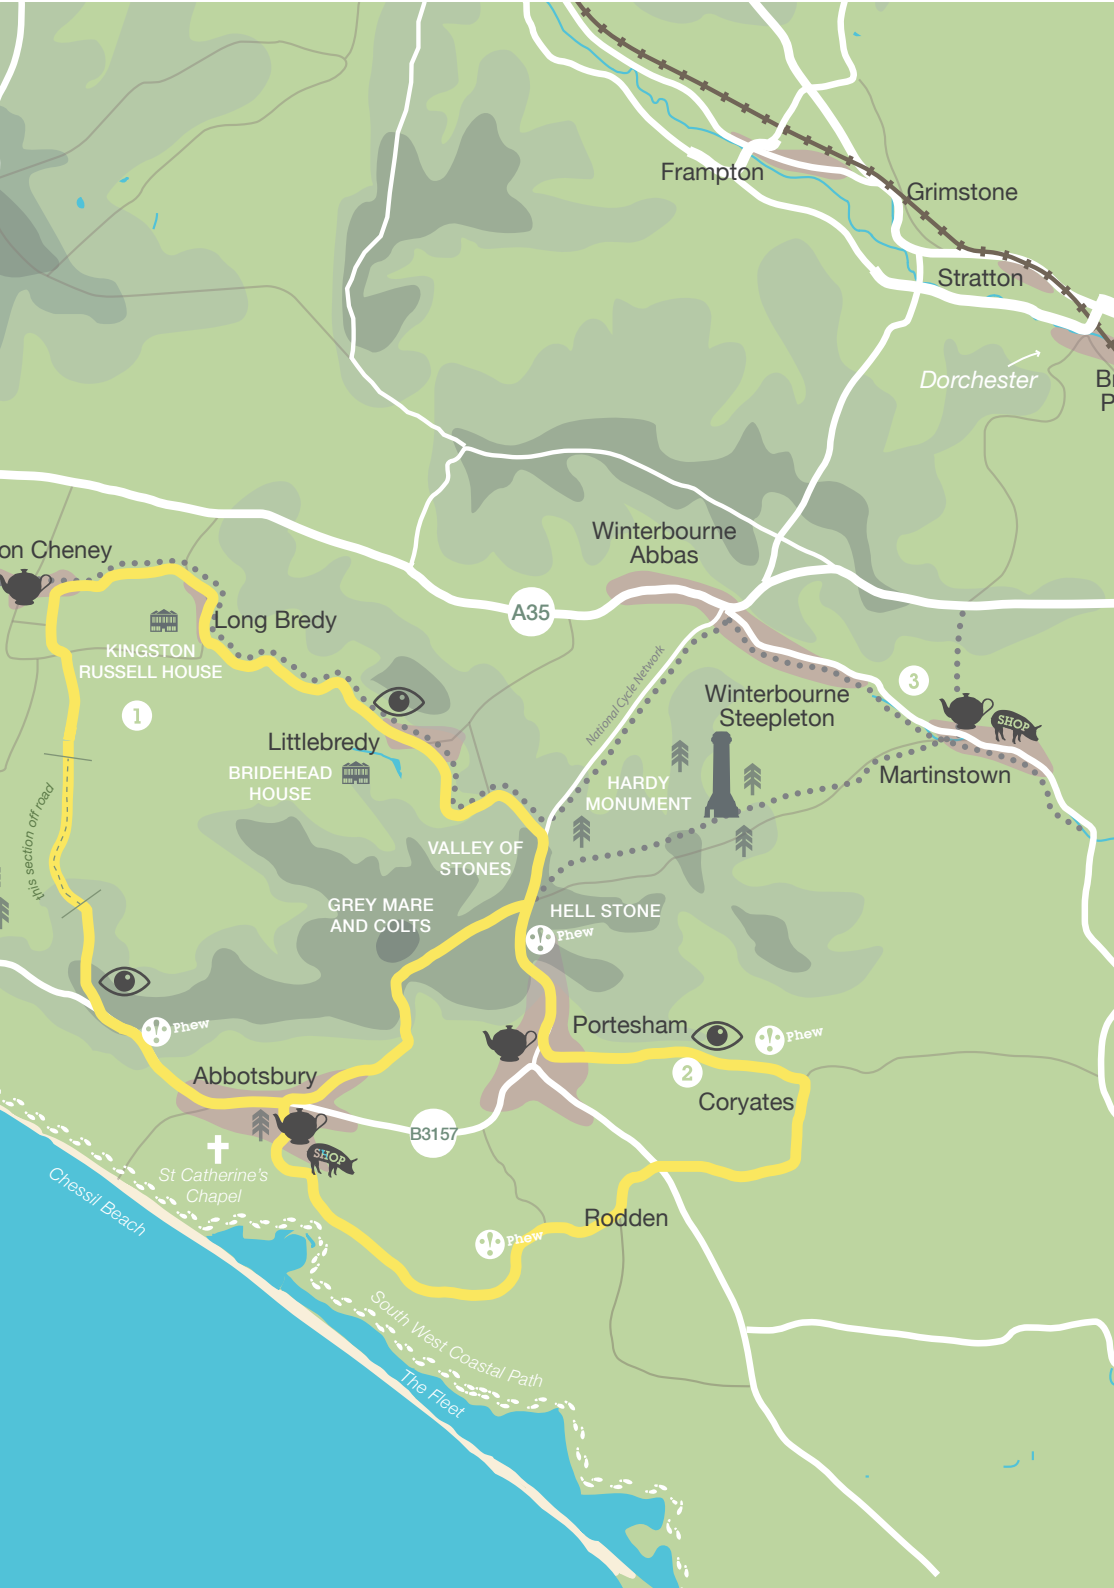 Frampton
Grimstone
Stratton
Dorchester
Br
P
on Cheney
Winterbourne
Abbas
A35
Long Bredy
KINGSTON
RUSSELL HOUSE
1
National Cycle Network
3
Winterbourne
Steepleton
SHOP
Littlebredy
BRIDEHEAD
HOUSE
HARDY
MONUMENT
Martinstown
this section off road
VALLEY OF
STONES
GREY MARE
AND COLTS
HELL STONE
Phew
Phew
Portesham
Phew
Abbotsbury
2
Coryates
B3157
SHOP
St Catherine's
Chapel
Chessil Beach
Rodden
Phew
South West Coastal Path
The Fleet